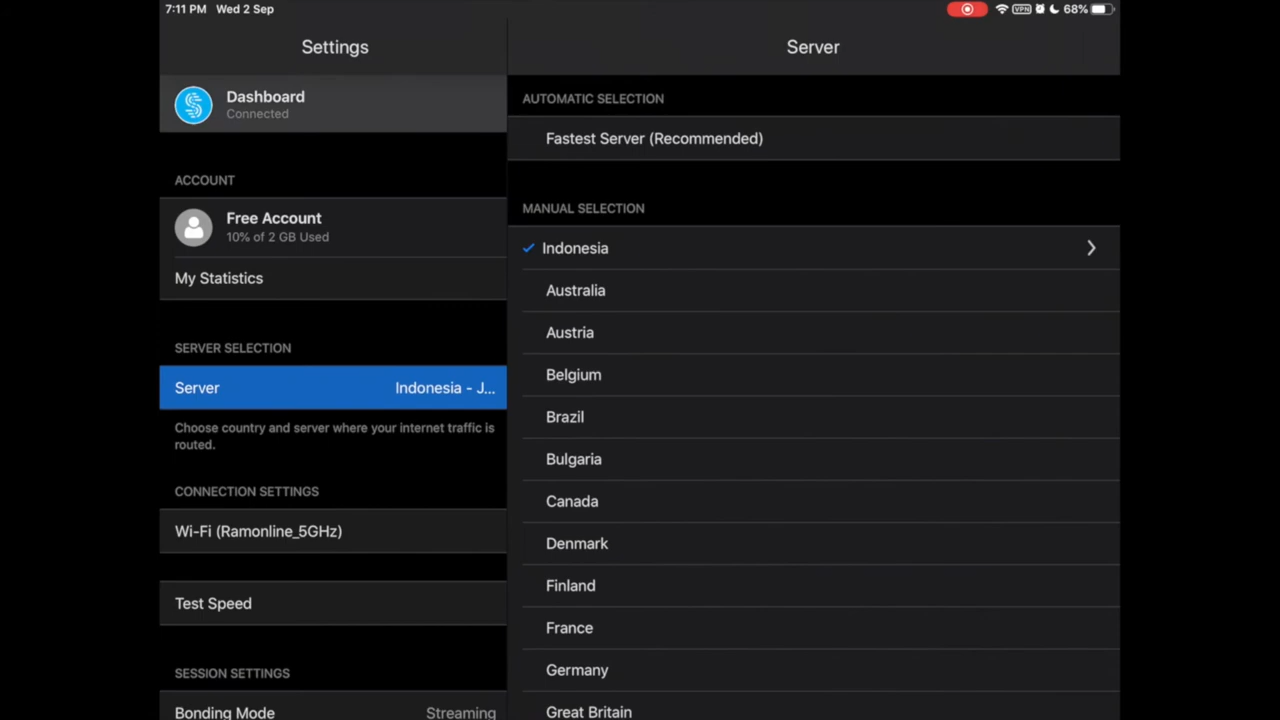 7:11 PM Wed 2 Sep
VPN 68%
Settings
Dashboard
Connected
ACCOUNT
Free Account
10% of 2 GB Used
My Statistics
SERVER SELECTION
Server Indonesia - J...
Choose country and server where your internet traffic is
routed.
CONNECTION SETTINGS
Wi-Fi (Ramonline_5GHz)
Test Speed
SESSION SETTINGS
Bonding Mode Streaming
Server
AUTOMATIC SELECTION
Fastest Server (Recommended)
MANUAL SELECTION
Indonesia
Australia
Austria
Belgium
Brazil
Bulgaria
Canada
Denmark
Finland
France
Germany
Great Britain